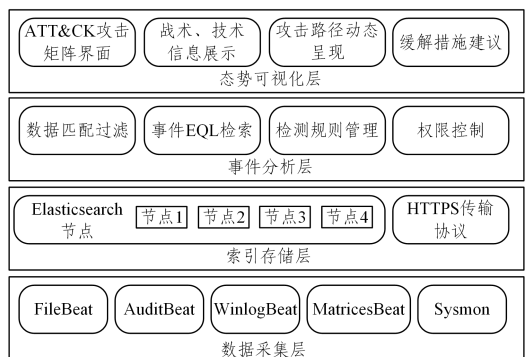 ATT&CK攻击
矩阵界面
战术、技术
信息展示
攻击路径动态
呈现
缓解措施建议
态势可视化层
数据匹配过滤
事件EQL检索
检测规则管理
权限控制
事件分析层
Elasticsearch
节点
节点1
节点2
节点3
节点4
HTTPS传输
协议
索引存储层
FileBeat
AuditBeat
WinlogBeat
MatricesBeat
Sysmon
数据采集层